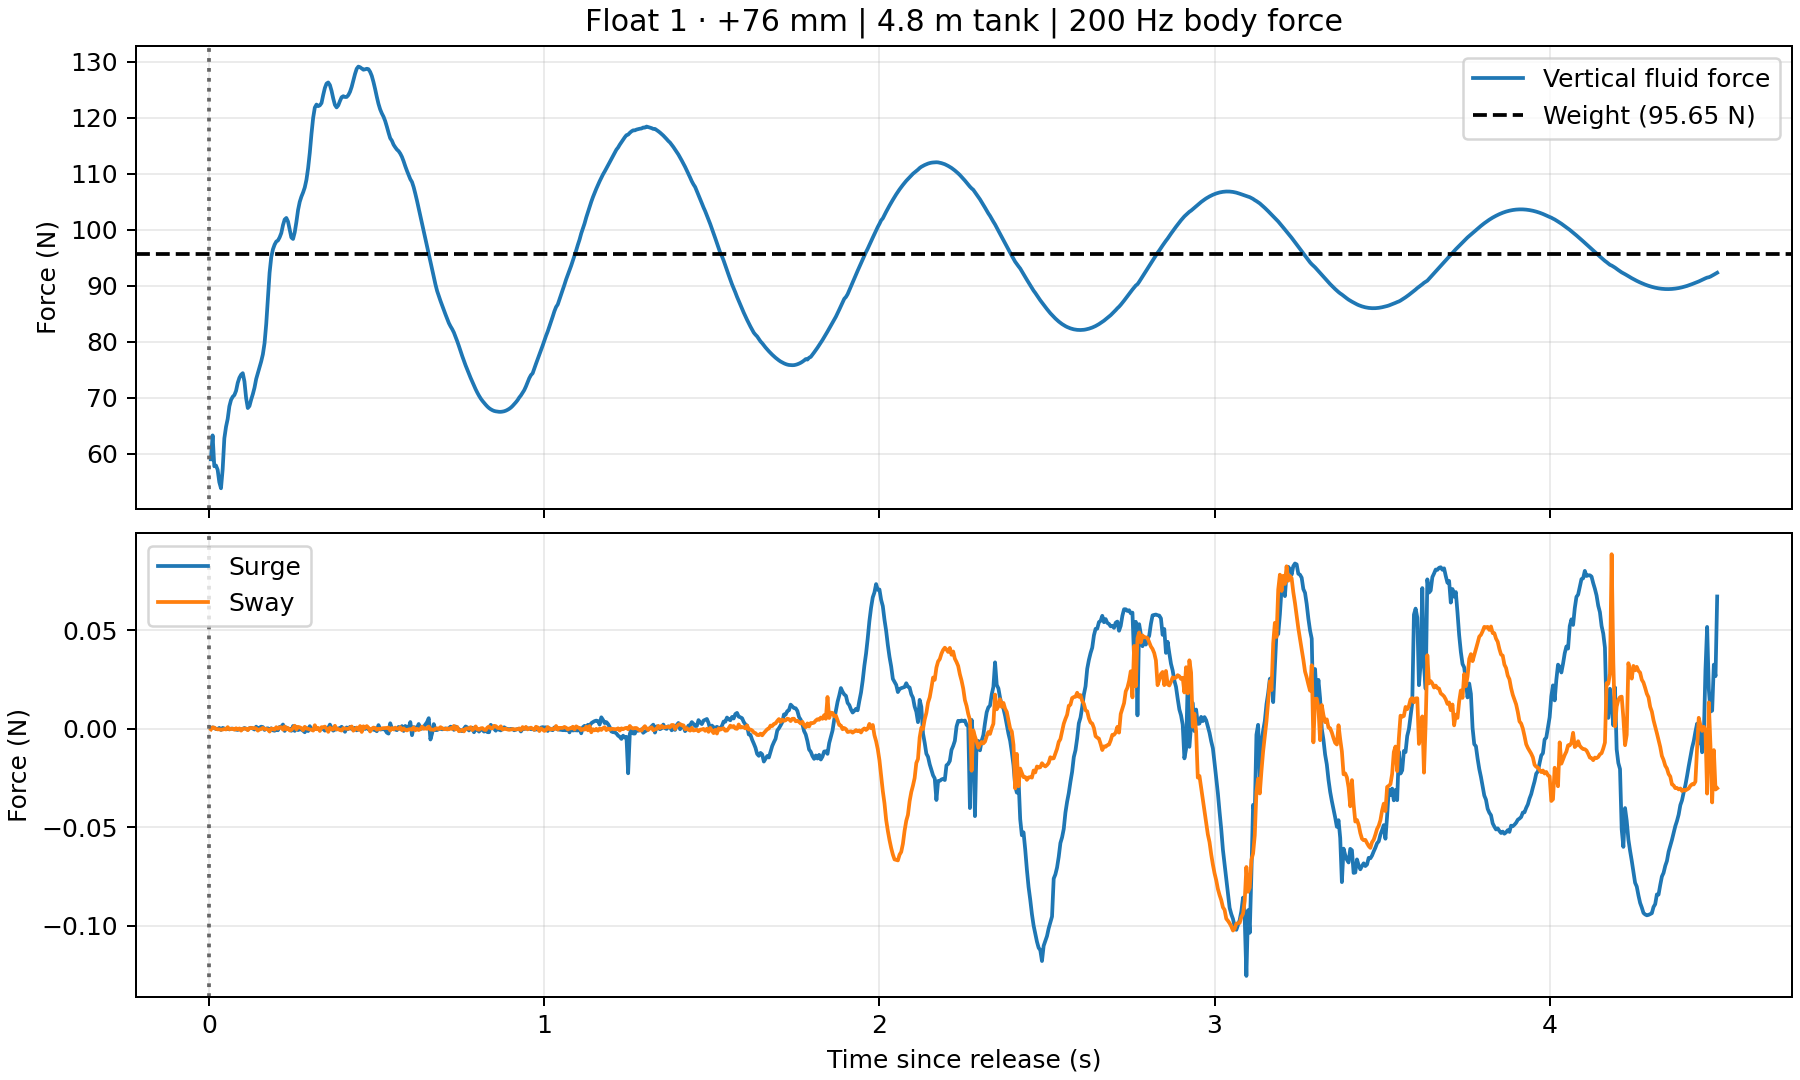 Float 1 · +76 mm | 4.8 m tank | 200 Hz body force
Force (N)
130
120
110
100
90
80
70
60
Vertical fluid force
Weight (95.65 N)
Force (N)
0.05
0.00
−0.05
−0.10
Surge
Sway
0 1 2 3 4
Time since release (s)